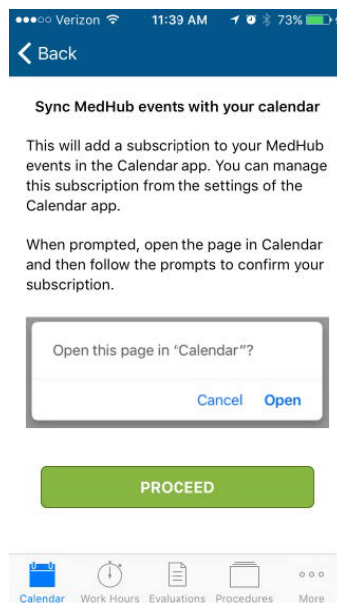 Verizon 11:39 AM 73%
Back
Sync MedHub events with your calendar
This will add a subscription to your MedHub
events in the Calendar app. You can manage
this subscription from the settings of the
Calendar app.
When prompted, open the page in Calendar
and then follow the prompts to confirm your
subscription.
Open this page in "Calendar"?
Cancel Open
PROCEED
Calendar Work Hours Evaluations Procedures More